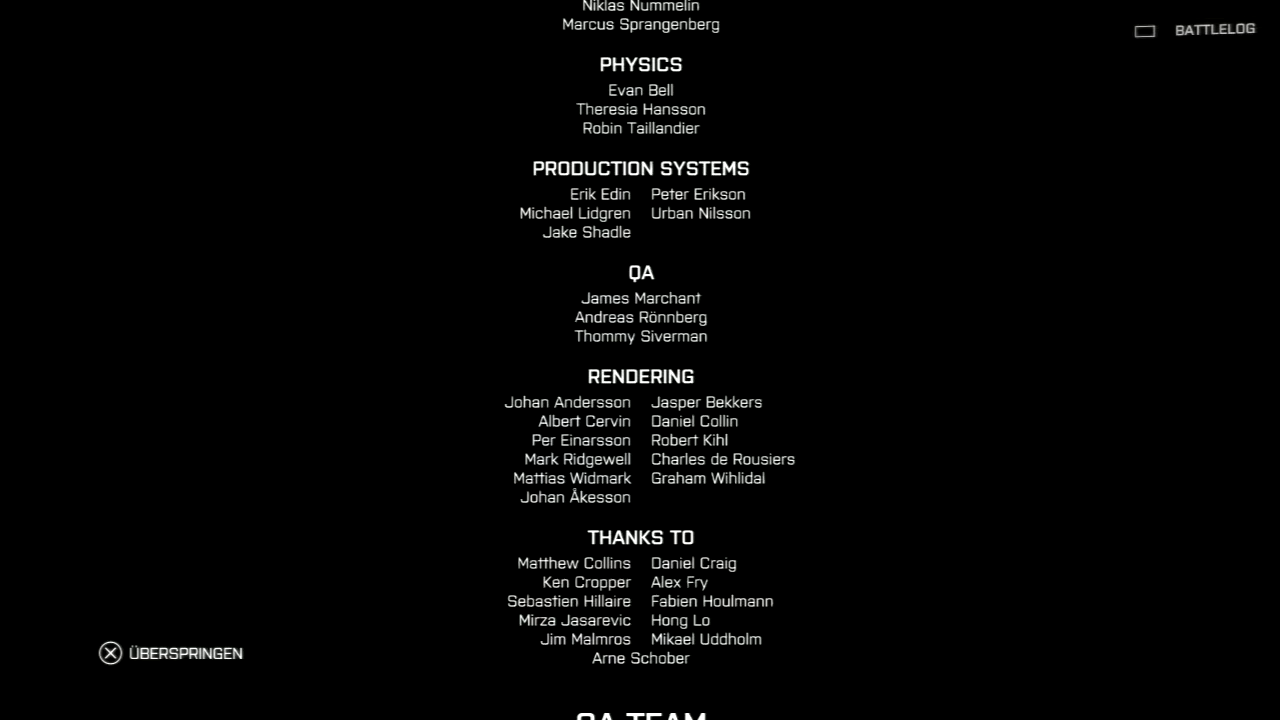 Niklas Nummelin
Marcus Sprangenberg
BATTLELOG
PHYSICS
Evan Bell
Theresia Hansson
Robin Taillandier
PRODUCTION SYSTEMS
Erik Edin Peter Erikson
Michael Lidgren Urban Nilsson
Jake Shadle
QA
James Marchant
Andreas Rönnberg
Thommy Siverman
RENDERING
Johan Andersson Jasper Bekkers
Albert Cervin Daniel Collin
Per Einarsson Robert Kihl
Mark Ridgewell Charles de Rousiers
Mattias Widmark Graham Wihlidal
Johan Åkesson
THANKS TO
Matthew Collins Daniel Craig
Ken Cropper Alex Fry
Sebastien Hillaire Fabien Houlmann
Mirza Jasarevic Hong Lo
Jim Malmros Mikael Uddholm
Arne Schober
ÜBERSPRINGEN
QA TEAM